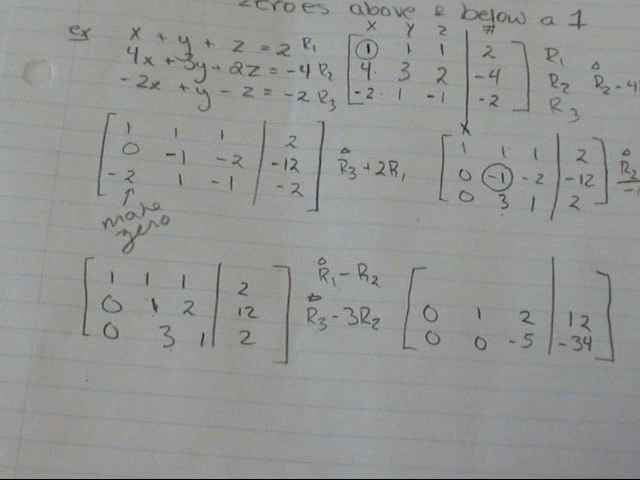 zeroes above & below a 1
ex x + y + z = 2 R1
4x + 3y + 2z = -4 R2
-2x + y - z = -2 R3
x y z #
1 1 1 | 2 R1
4 3 2 | -4 R2 R2 - 4
-2 1 -1 | -2 R3
1 1 1 | 2
0 -1 -2 | -12 R3 + 2R1
-2 1 -1 | -2
make
zero
x
1 1 1 | 2
0 -1 -2 | -12 R2/-1
0 3 1 | 2
1 1 1 | 2 R1 - R2
0 1 2 | 12 R3 - 3R2
0 3 1 | 2
0 1 2 | 12
0 0 -5 | -34